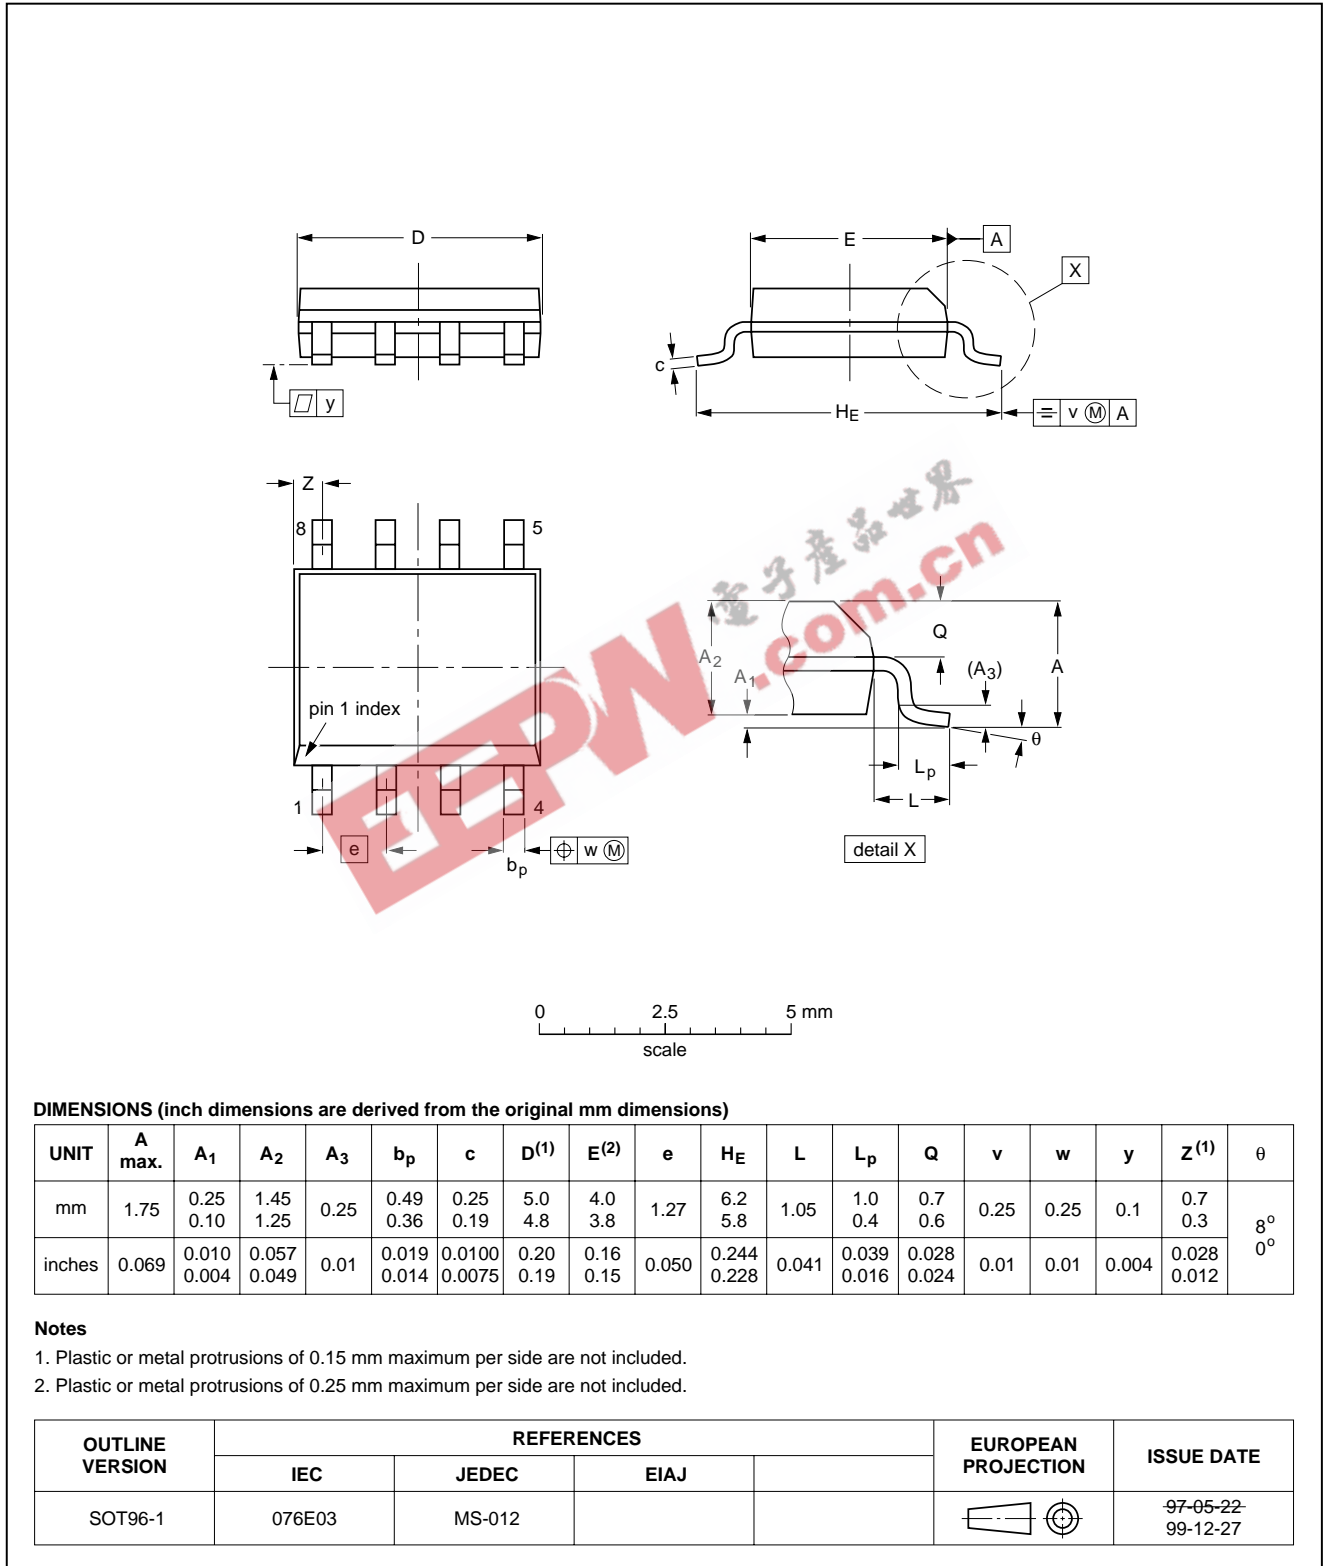 D
E
A
X
c
y
HE
v M A
Z
8
5
電子產品世界
.com.cn
EEPW
Q
A2
A1
(A3)
A
pin 1 index
θ
Lp
L
1
4
e
w M
bp
detail X
0 2.5 5 mm
scale
DIMENSIONS (inch dimensions are derived from the original mm dimensions)
UNIT A max. A1 A2 A3 bp c D(1) E(2) e HE L Lp Q v w y Z(1) θ
mm 1.75 0.25 0.10 1.45 1.25 0.25 0.49 0.36 0.25 0.19 5.0 4.8 4.0 3.8 1.27 6.2 5.8 1.05 1.0 0.4 0.7 0.6 0.25 0.25 0.1 0.7 0.3 8° 0°
inches 0.069 0.010 0.004 0.057 0.049 0.01 0.019 0.014 0.0100 0.0075 0.20 0.19 0.16 0.15 0.050 0.244 0.228 0.041 0.039 0.016 0.028 0.024 0.01 0.01 0.004 0.028 0.012
Notes
1. Plastic or metal protrusions of 0.15 mm maximum per side are not included.
2. Plastic or metal protrusions of 0.25 mm maximum per side are not included.
OUTLINE VERSION REFERENCES EUROPEAN PROJECTION ISSUE DATE
IEC JEDEC EIAJ
SOT96-1 076E03 MS-012 97-05-22
99-12-27